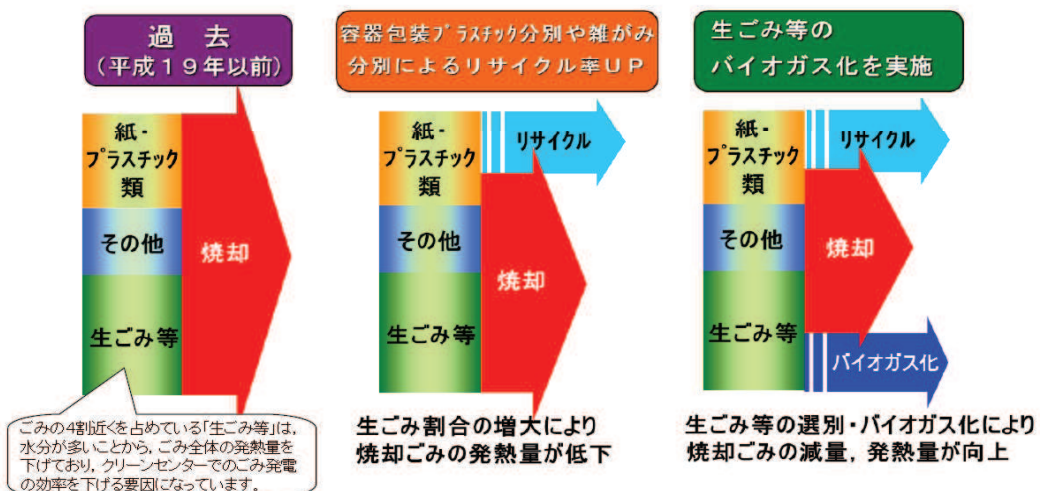 過去
(平成19年以前)
紙・
プラスチック
類
その他
生ごみ等
焼却
ごみの4割近くを占めている「生ごみ等」は,
水分が多いことから,ごみ全体の発熱量を
下げており,クリーンセンターでのごみ発電
の効率を下げる要因になっています。
容器包装プラスチック分別や雑がみ
分別によるリサイクル率UP
紙・
プラスチック
類
その他
生ごみ等
リサイクル
焼却
生ごみ割合の増大により
焼却ごみの発熱量が低下
生ごみ等の
バイオガス化を実施
紙・
プラスチック
類
その他
生ごみ等
リサイクル
焼却
バイオガス化
生ごみ等の選別・バイオガス化により
焼却ごみの減量,発熱量が向上